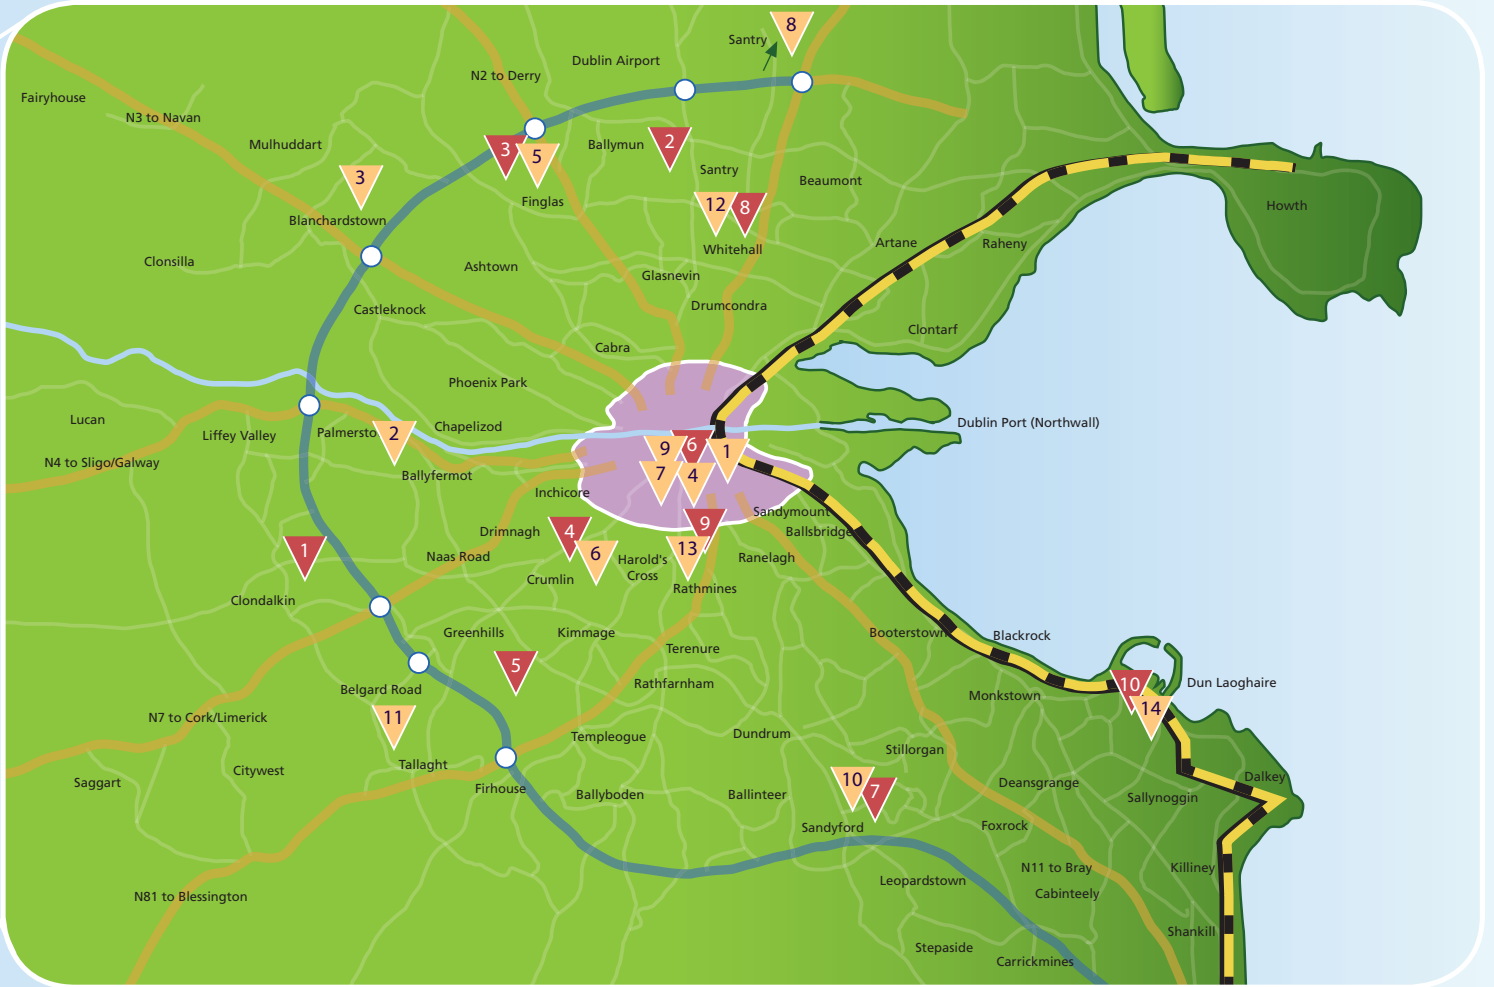 8
Santry
Dublin Airport
N2 to Derry
Fairyhouse
N3 to Navan
Mulhuddart
3
5
Ballymun
2
3
Santry
Beaumont
Finglas
12
8
Howth
Blanchardstown
Whitehall
Artane
Raheny
Clonsilla
Ashtown
Glasnevin
Castleknock
Drumcondra
Clontarf
Cabra
Phoenix Park
Lucan
Liffey Valley
Palmersto
2
Chapelizod
Dublin Port (Northwall)
9
6
1
N4 to Sligo/Galway
Ballyfermot
7
4
Inchicore
Sandymount
Drimnagh
4
9
Ballsbridge
1
Naas Road
6
Harold's
Cross
13
Ranelagh
Crumlin
Rathmines
Clondalkin
Greenhills
Kimmage
Booterstown
Blackrock
Terenure
5
Rathfarnham
10
Dun Laoghaire
Belgard Road
Monkstown
14
N7 to Cork/Limerick
11
Templeogue
Dundrum
Stillorgan
Tallaght
Citywest
Saggart
Firhouse
Ballyboden
Ballinteer
10
7
Deansgrange
Dalkey
Sallynoggin
Sandyford
Foxrock
Leopardstown
N11 to Bray
Killiney
Cabinteely
N81 to Blessington
Shankill
Stepaside
Carrickmines